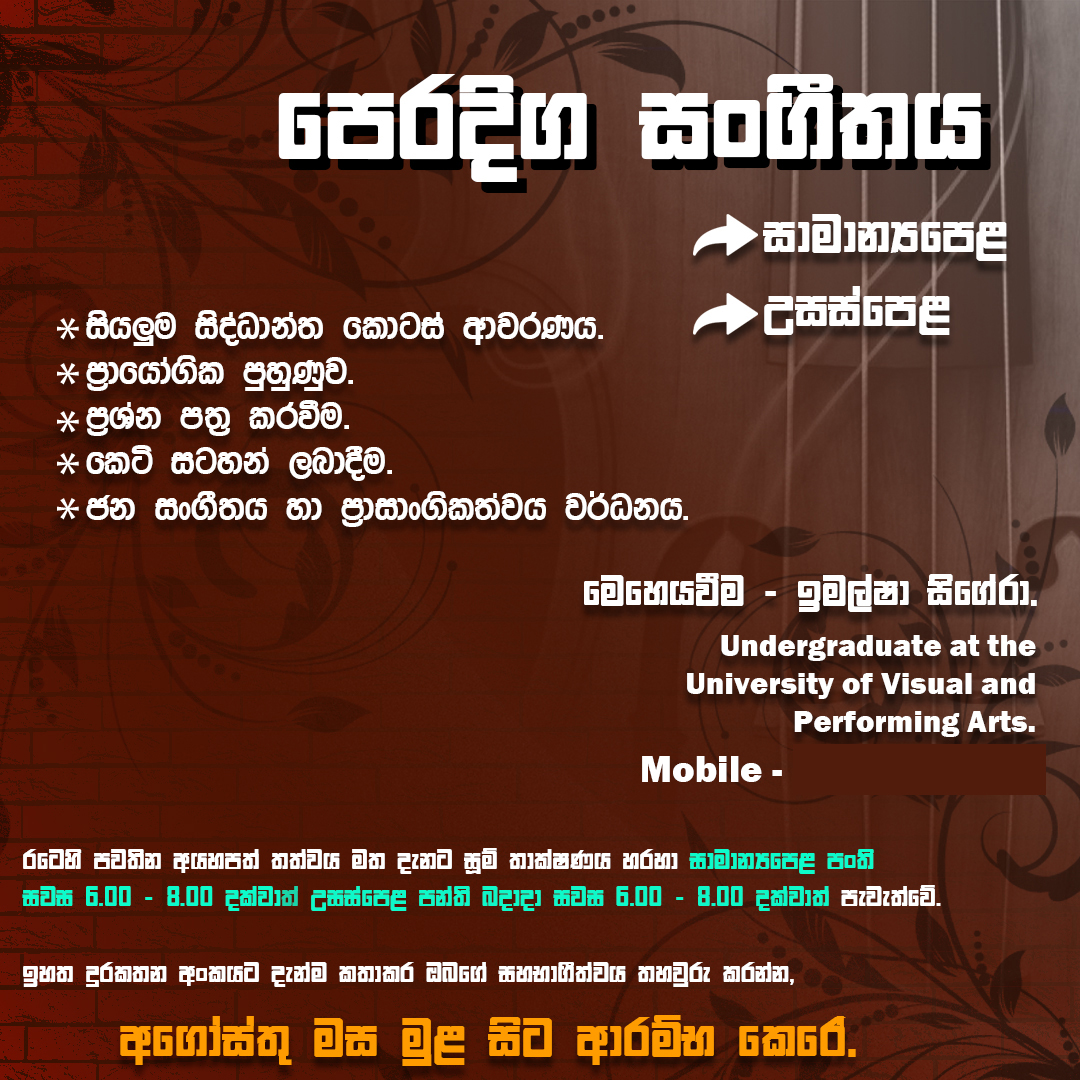 පෙරදිග සංගීතය
සාමාන්‍යපෙළ
උසස්පෙළ
* සියලුම සිද්ධාන්ත කොටස් ආවරණය.
* ප්‍රායෝගික පුහුණුව.
* ප්‍රශ්න පත්‍ර කරවීම.
* කෙටි සටහන් ලබාදීම.
* ජන සංගීතය හා ප්‍රාසාංගිකත්වය වර්ධනය.
මෙහෙයවීම - ඉමල්ෂා සිගේරා.
Undergraduate at the
University of Visual and
Performing Arts.
Mobile -
රටෙහි පවතින අයහපත් තත්වය මත දැනට සූම් තාක්ෂණය හරහා සාමාන්‍යපෙළ පංති
සවස 6.00 - 8.00 දක්වාත් උසස්පෙළ පන්ති බදාදා සවස 6.00 - 8.00 දක්වාත් පැවැත්වේ.
ඉහත දුරකතන අංකයට දැන්ම කතාකර ඔබගේ සහභාගීත්වය තහවුරු කරන්න,
අගෝස්තු මස මුළ සිට ආරම්භ කෙරේ.